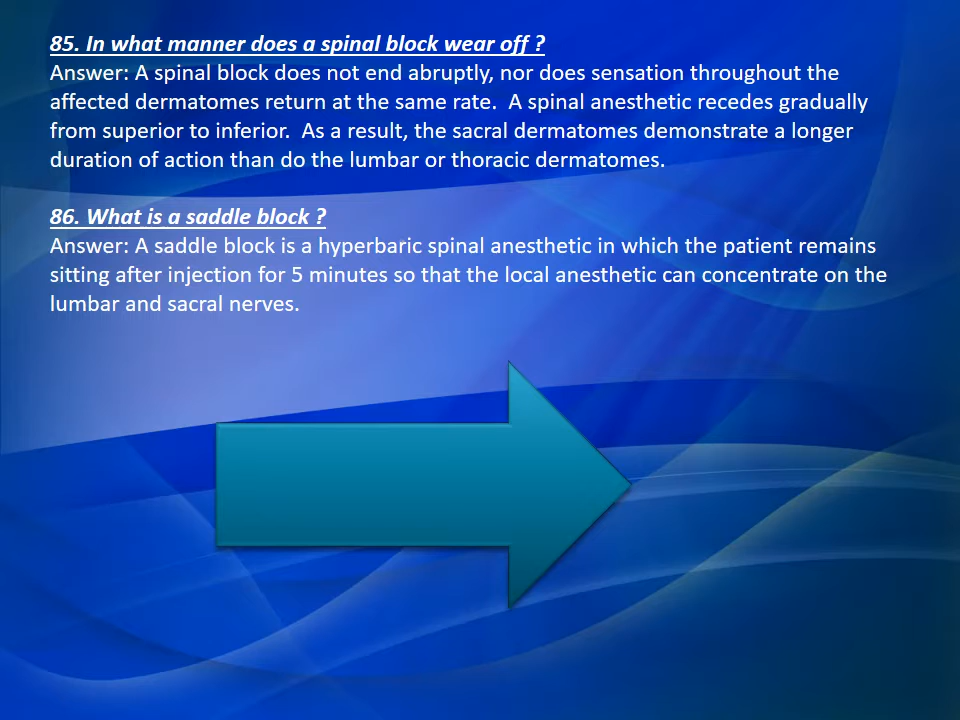 85. In what manner does a spinal block wear off ?
Answer: A spinal block does not end abruptly, nor does sensation throughout the
affected dermatomes return at the same rate.  A spinal anesthetic recedes gradually
from superior to inferior.  As a result, the sacral dermatomes demonstrate a longer
duration of action than do the lumbar or thoracic dermatomes.
86. What is a saddle block ?
Answer: A saddle block is a hyperbaric spinal anesthetic in which the patient remains
sitting after injection for 5 minutes so that the local anesthetic can concentrate on the
lumbar and sacral nerves.